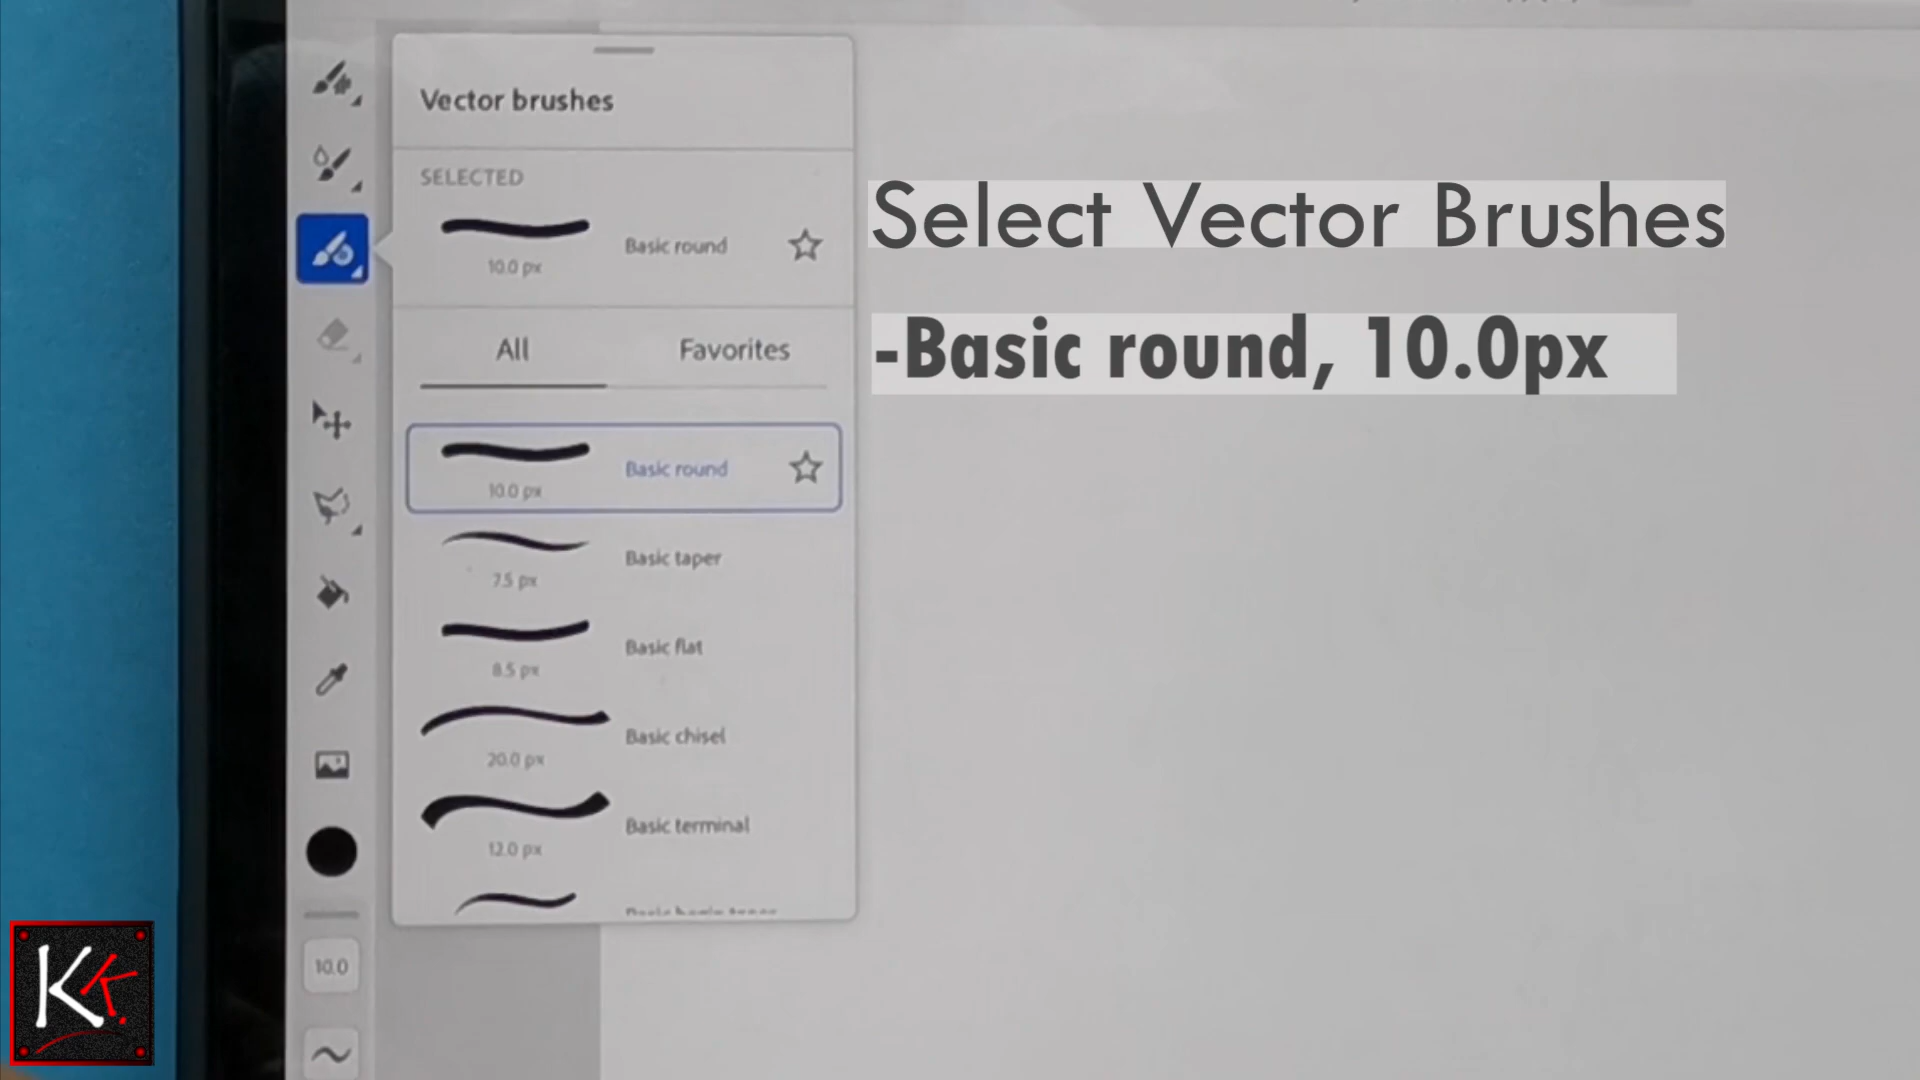 Vector brushes
SELECTED
Basic round
10.0 px
Select Vector Brushes
-Basic round, 10.0px
All
Favorites
Basic round
10.0 px
Basic taper
7.5 px
Basic flat
8.5 px
Basic chisel
20.0 px
Basic terminal
12.0 px
10.0
KK